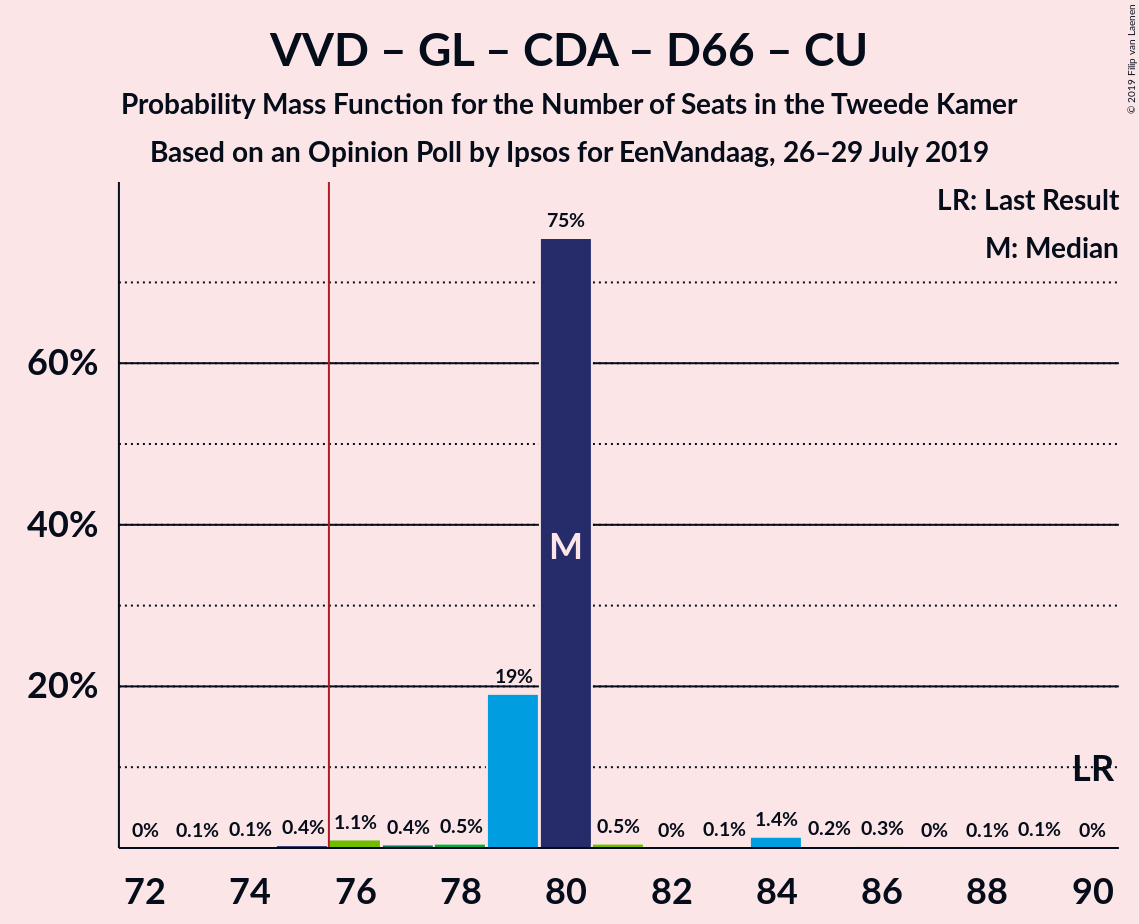 VVD – GL – CDA – D66 – CU
Probability Mass Function for the Number of Seats in the Tweede Kamer
Based on an Opinion Poll by Ipsos for EenVandaag, 26–29 July 2019
© 2019 Filip van Laenen
LR: Last Result
M: Median
75%
60%
M
40%
19%
20%
LR
0% 0.1% 0.1% 0.4% 1.1% 0.4% 0.5% 0.5% 0% 0.1% 1.4% 0.2% 0.3% 0% 0.1% 0.1% 0%
72 74 76 78 80 82 84 86 88 90